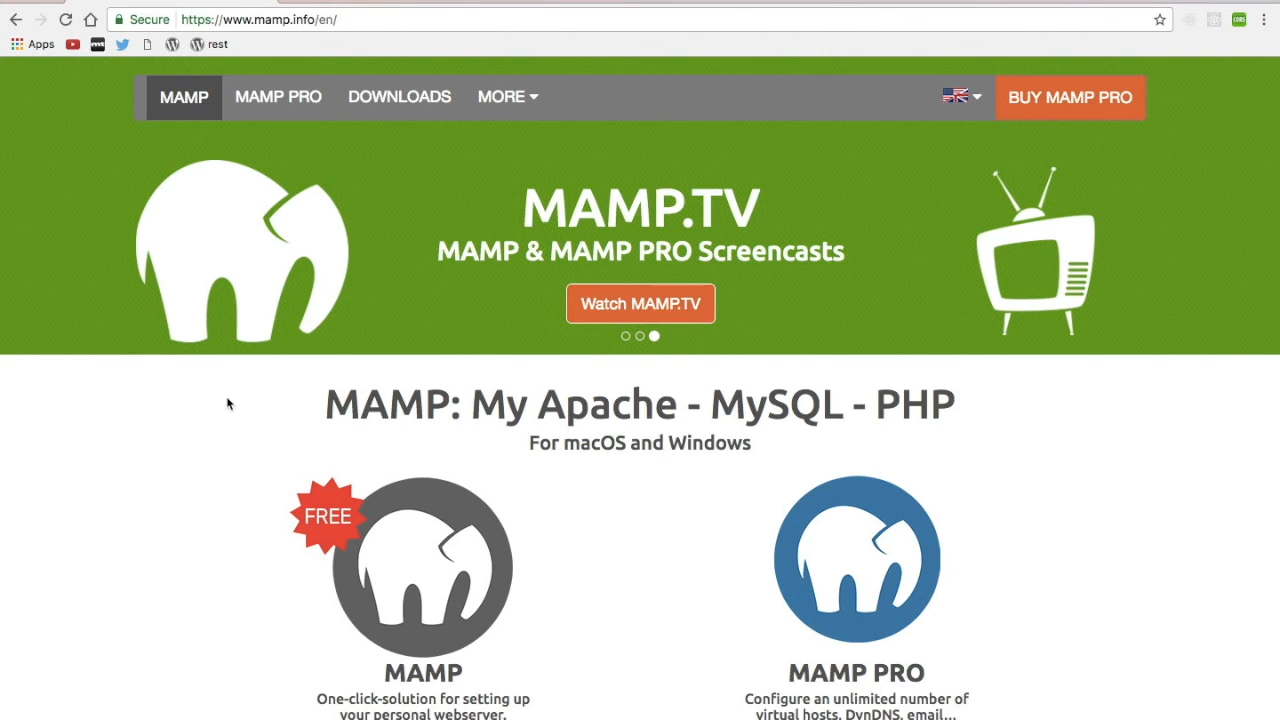 Secure https://www.mamp.info/en/
Apps rest
MAMP MAMP PRO DOWNLOADS MORE BUY MAMP PRO
MAMP.TV
MAMP & MAMP PRO Screencasts
Watch MAMP.TV
MAMP: My Apache - MySQL - PHP
For macOS and Windows
FREE
MAMP
One-click-solution for setting up
your personal webserver.
MAMP PRO
Configure an unlimited number of
virtual hosts, DynDNS, email...